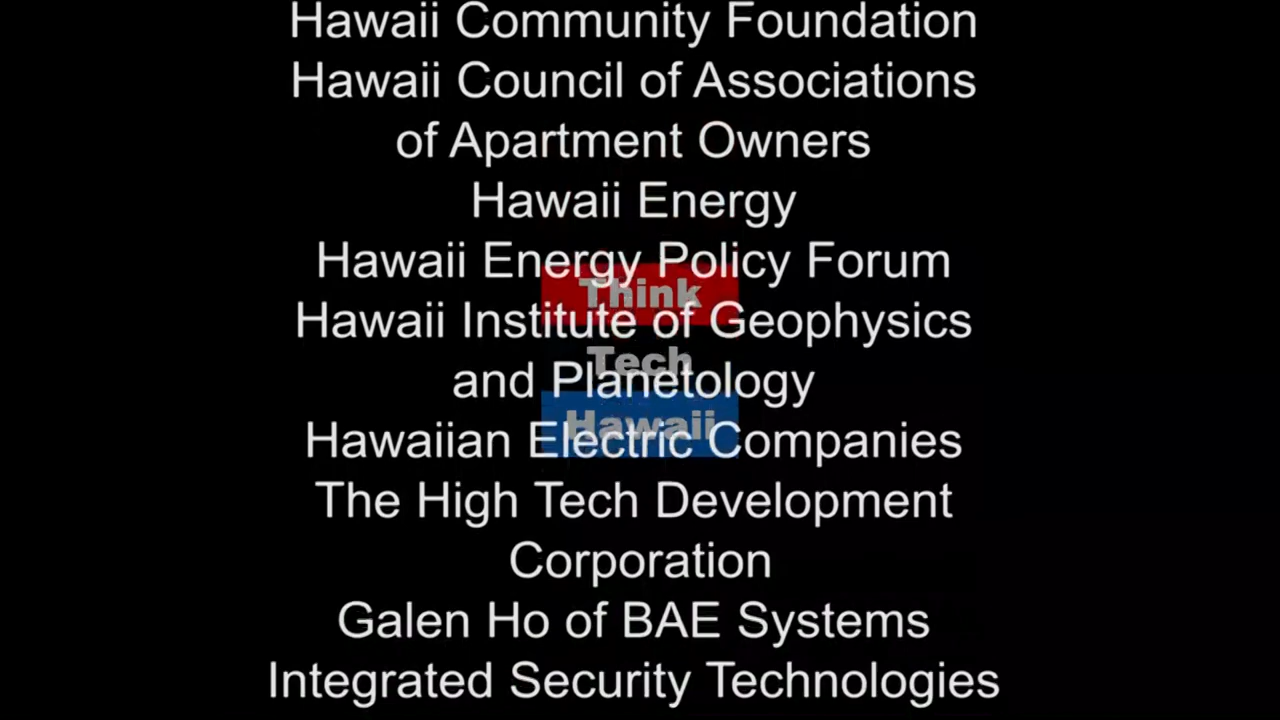 Hawaii Community Foundation
Hawaii Council of Associations
of Apartment Owners
Hawaii Energy
Hawaii Energy Policy Forum
Think
Hawaii Institute of Geophysics
Tech
and Planetology
Hawaii
Hawaiian Electric Companies
The High Tech Development
Corporation
Galen Ho of BAE Systems
Integrated Security Technologies